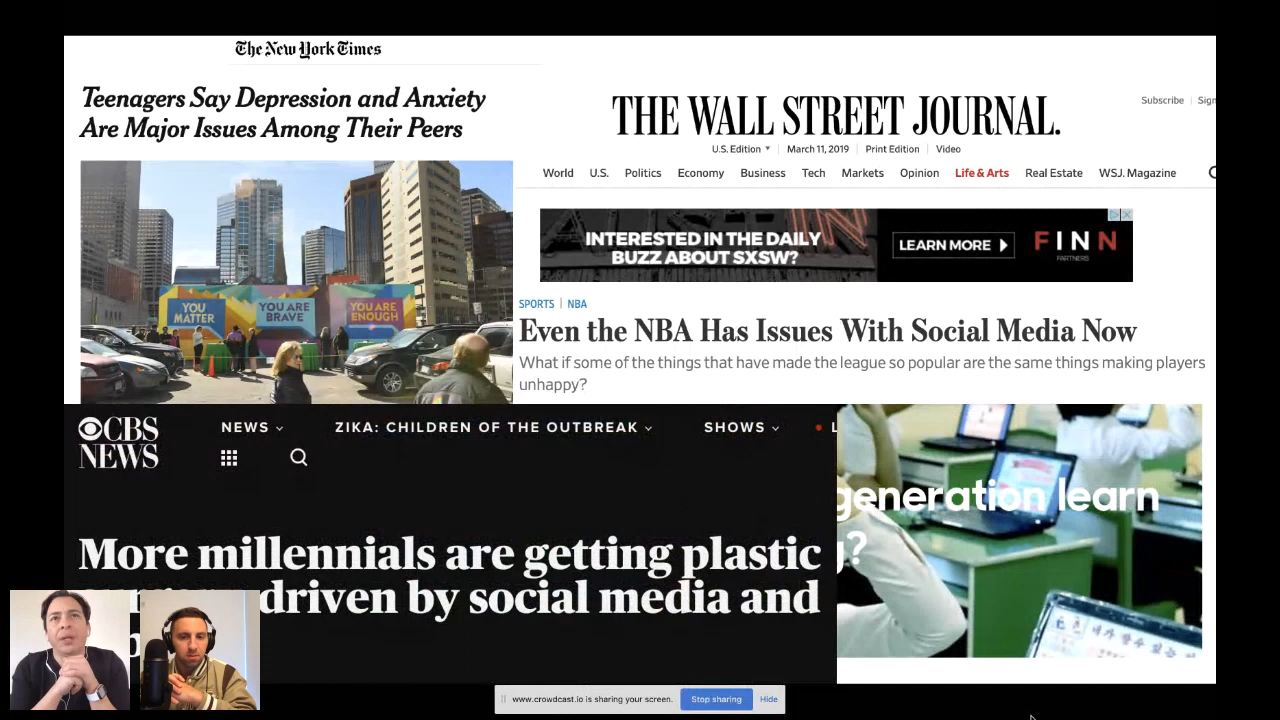 The New York Times
Teenagers Say Depression and Anxiety
Are Major Issues Among Their Peers
YOU
MATTER
YOU ARE
BRAVE
YOU ARE
ENOUGH
Subscribe
THE WALL STREET JOURNAL.
U.S. Edition
March 11, 2019
Print Edition
Video
World U.S. Politics Economy Business Tech Markets Opinion Life & Arts Real Estate WSJ. Magazine
INTERESTED IN THE DAILY
BUZZ ABOUT SXSW?
LEARN MORE
FINN
PARTNERS
SPORTS | NBA
Even the NBA Has Issues With Social Media Now
What if some of the things that have made the league so popular are the same things making players
unhappy?
CBS
NEWS
NEWS ZIKA: CHILDREN OF THE OUTBREAK SHOWS L
More millennials are getting plastic
driven by social media and
generation learn
?
www.crowdcast.io is sharing your screen. Stop sharing Hide